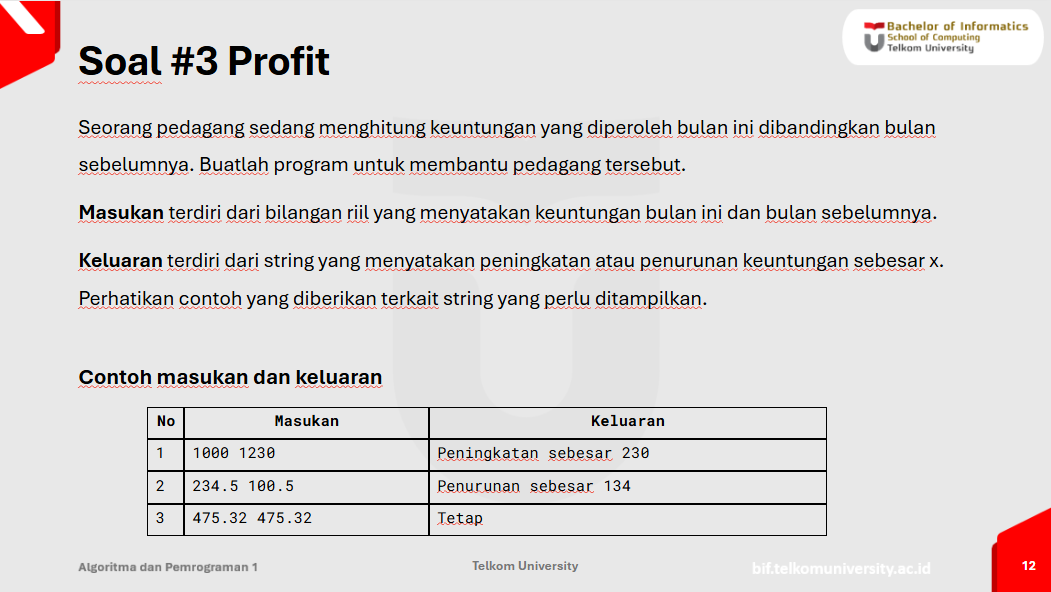 Bachelor of Informatics
School of Computing
Telkom University
Soal #3 Profit
Seorang pedagang sedang menghitung keuntungan yang diperoleh bulan ini dibandingkan bulan
sebelumnya. Buatlah program untuk membantu pedagang tersebut.
Masukan terdiri dari bilangan riil yang menyatakan keuntungan bulan ini dan bulan sebelumnya.
Keluaran terdiri dari string yang menyatakan peningkatan atau penurunan keuntungan sebesar x.
Perhatikan contoh yang diberikan terkait string yang perlu ditampilkan.
Contoh masukan dan keluaran
No Masukan Keluaran
1 1000 1230 Peningkatan sebesar 230
2 234.5 100.5 Penurunan sebesar 134
3 475.32 475.32 Tetap
Algoritma dan Pemrograman 1 Telkom University bif.telkomuniversity.ac.id 12